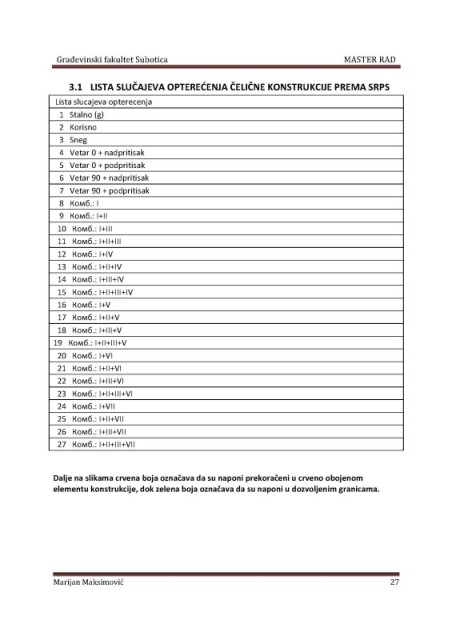 Građevinski fakultet Subotica MASTER RAD
3.1 LISTA SLUČAJEVA OPTEREĆENJA ČELIČNE KONSTRUKCIJE PREMA SRPS
Lista slucajeva opterecenja
1 Stalno (g)
2 Korisno
3 Sneg
4 Vetar 0 + nadpritisak
5 Vetar 0 + podpritisak
6 Vetar 90 + nadpritisak
7 Vetar 90 + podpritisak
8 Комб.: I
9 Комб.: I+II
10 Комб.: I+III
11 Комб.: I+II+III
12 Комб.: I+IV
13 Комб.: I+II+IV
14 Комб.: I+III+IV
15 Комб.: I+II+III+IV
16 Комб.: I+V
17 Комб.: I+II+V
18 Комб.: I+III+V
19 Комб.: I+II+III+V
20 Комб.: I+VI
21 Комб.: I+II+VI
22 Комб.: I+III+VI
23 Комб.: I+II+III+VI
24 Комб.: I+VII
25 Комб.: I+II+VII
26 Комб.: I+III+VII
27 Комб.: I+II+III+VII
Dalje na slikama crvena boja označava da su naponi prekoračeni u crveno obojenom
elementu konstrukcije, dok zelena boja označava da su naponi u dozvoljenim granicama.
Marijan Maksimović 27